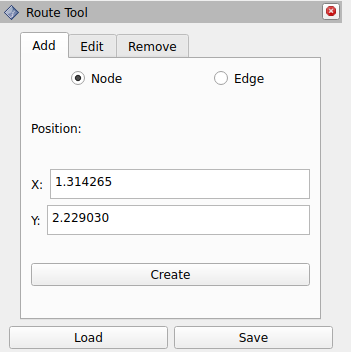 Route Tool
Add Edit Remove
Node Edge
Position:
X: 1.314265
Y: 2.229030
Create
Load Save